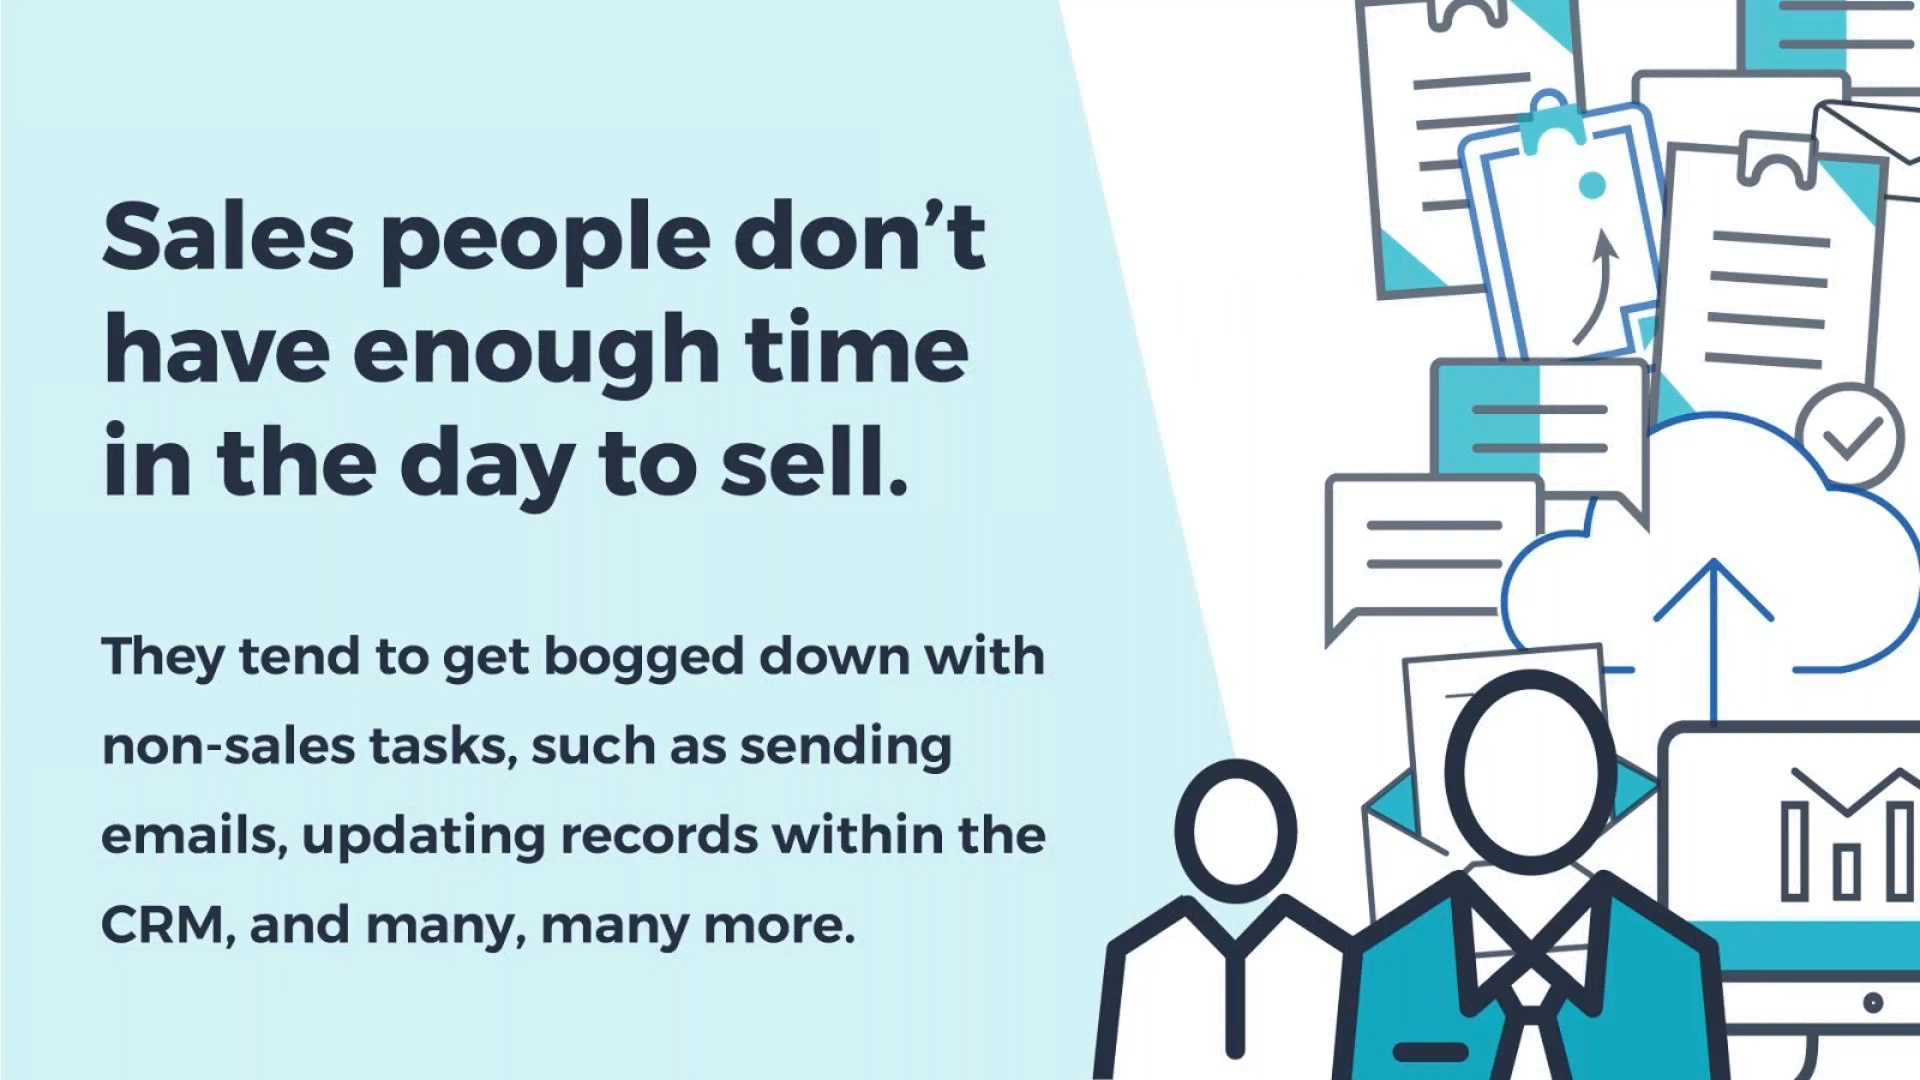 Sales people don’t
have enough time
in the day to sell.
They tend to get bogged down with
non-sales tasks, such as sending
emails, updating records within the
CRM, and many, many more.